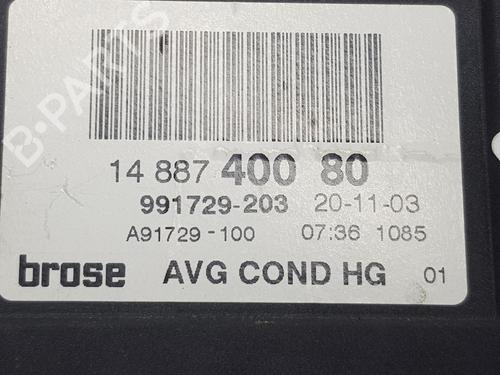 B-PARTS
14 887 400 80
991729-203 20-11-03
A91729-100 07:36 1085
brose AVG COND HG 01